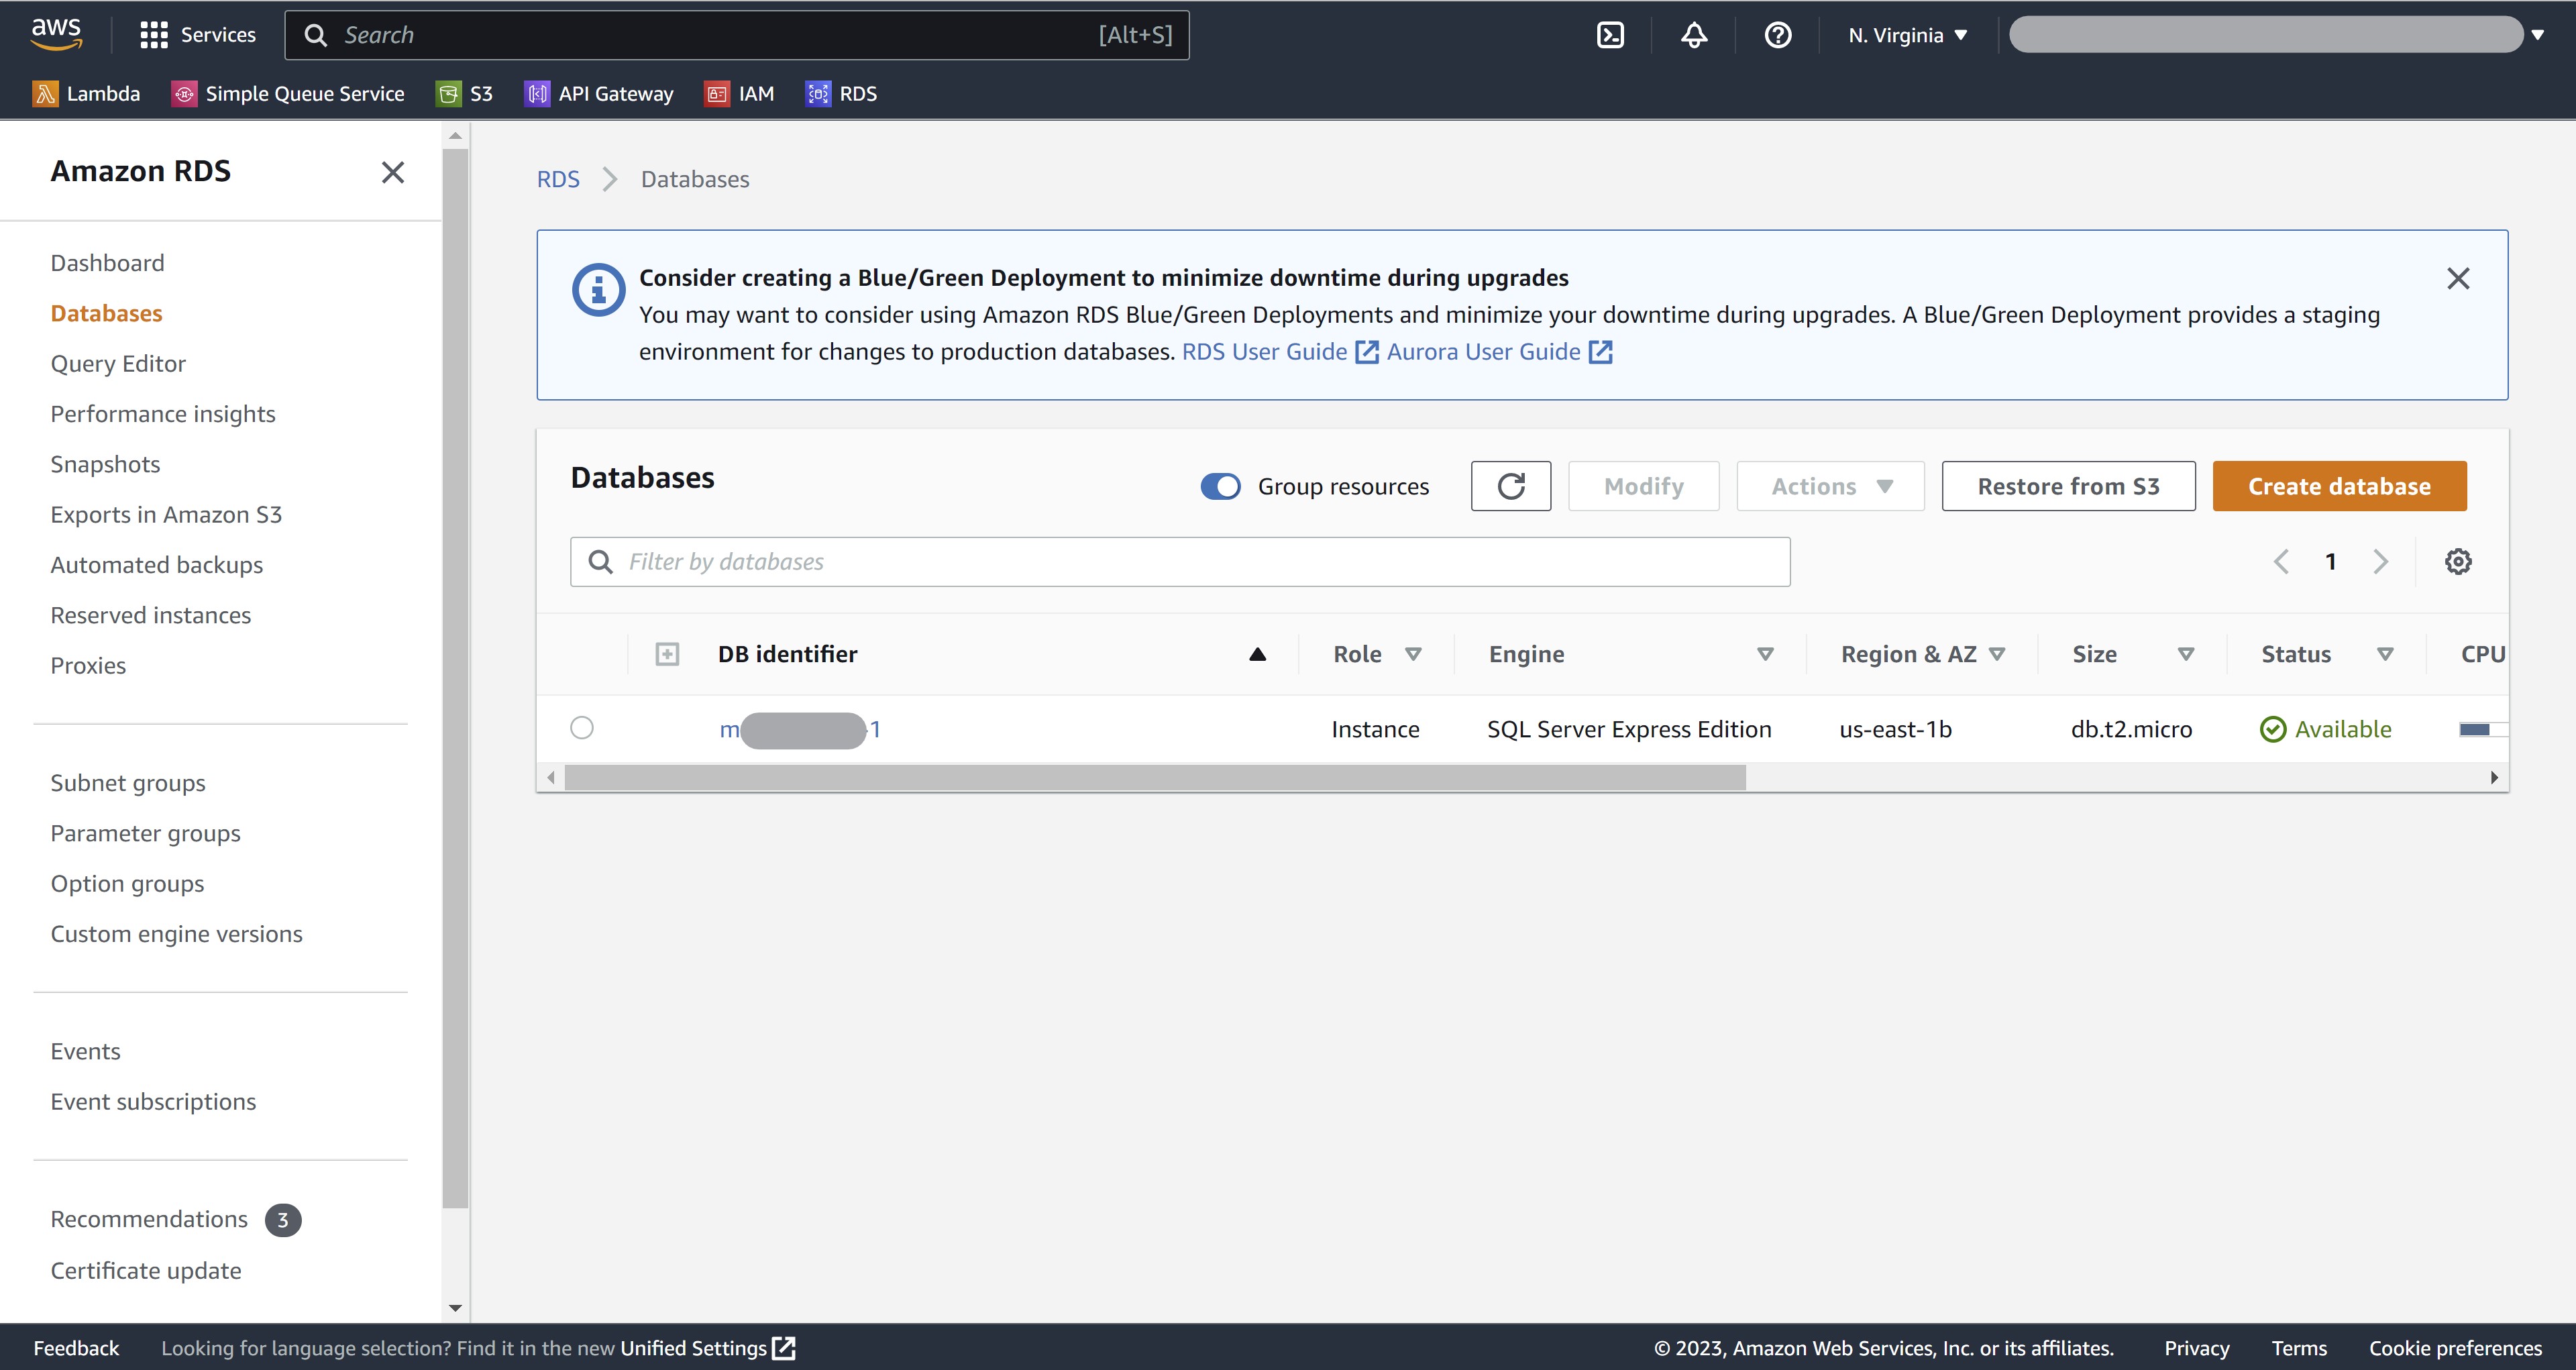 aws
Services
Search
[Alt+S]
N. Virginia
Lambda
Simple Queue Service
S3
API Gateway
IAM
RDS
Amazon RDS
Dashboard
Databases
Query Editor
Performance insights
Snapshots
Exports in Amazon S3
Automated backups
Reserved instances
Proxies
Subnet groups
Parameter groups
Option groups
Custom engine versions
Events
Event subscriptions
Recommendations 3
Certificate update
RDS > Databases
Consider creating a Blue/Green Deployment to minimize downtime during upgrades
You may want to consider using Amazon RDS Blue/Green Deployments and minimize your downtime during upgrades. A Blue/Green Deployment provides a staging
environment for changes to production databases. RDS User Guide Aurora User Guide
Databases
Group resources
Modify
Actions
Restore from S3
Create database
Filter by databases
1
DB identifier
Role
Engine
Region & AZ
Size
Status
CPU
m
-1
Instance
SQL Server Express Edition
us-east-1b
db.t2.micro
Available
Feedback
Looking for language selection? Find it in the new Unified Settings
© 2023, Amazon Web Services, Inc. or its affiliates.
Privacy
Terms
Cookie preferences